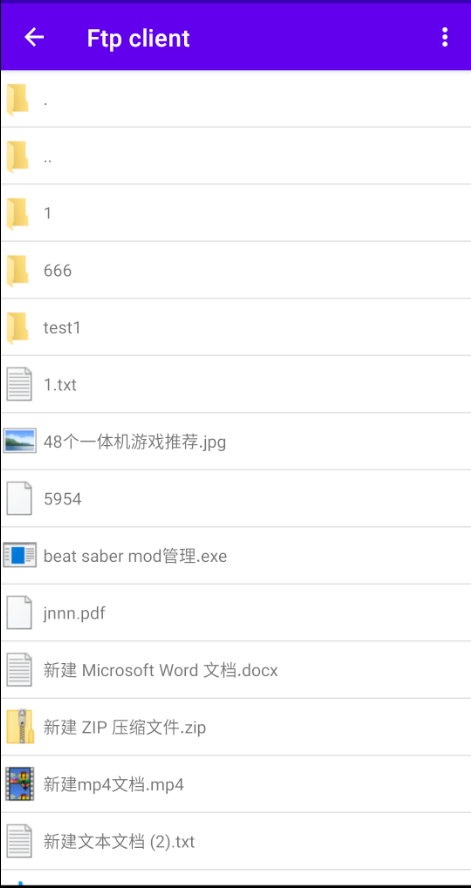 Ftp client
.
..
1
666
test1
1.txt
48个一体机游戏推荐.jpg
5954
beat saber mod管理.exe
jnnn.pdf
新建 Microsoft Word 文档.docx
新建 ZIP 压缩文件.zip
新建mp4文档.mp4
新建文本文档 (2).txt